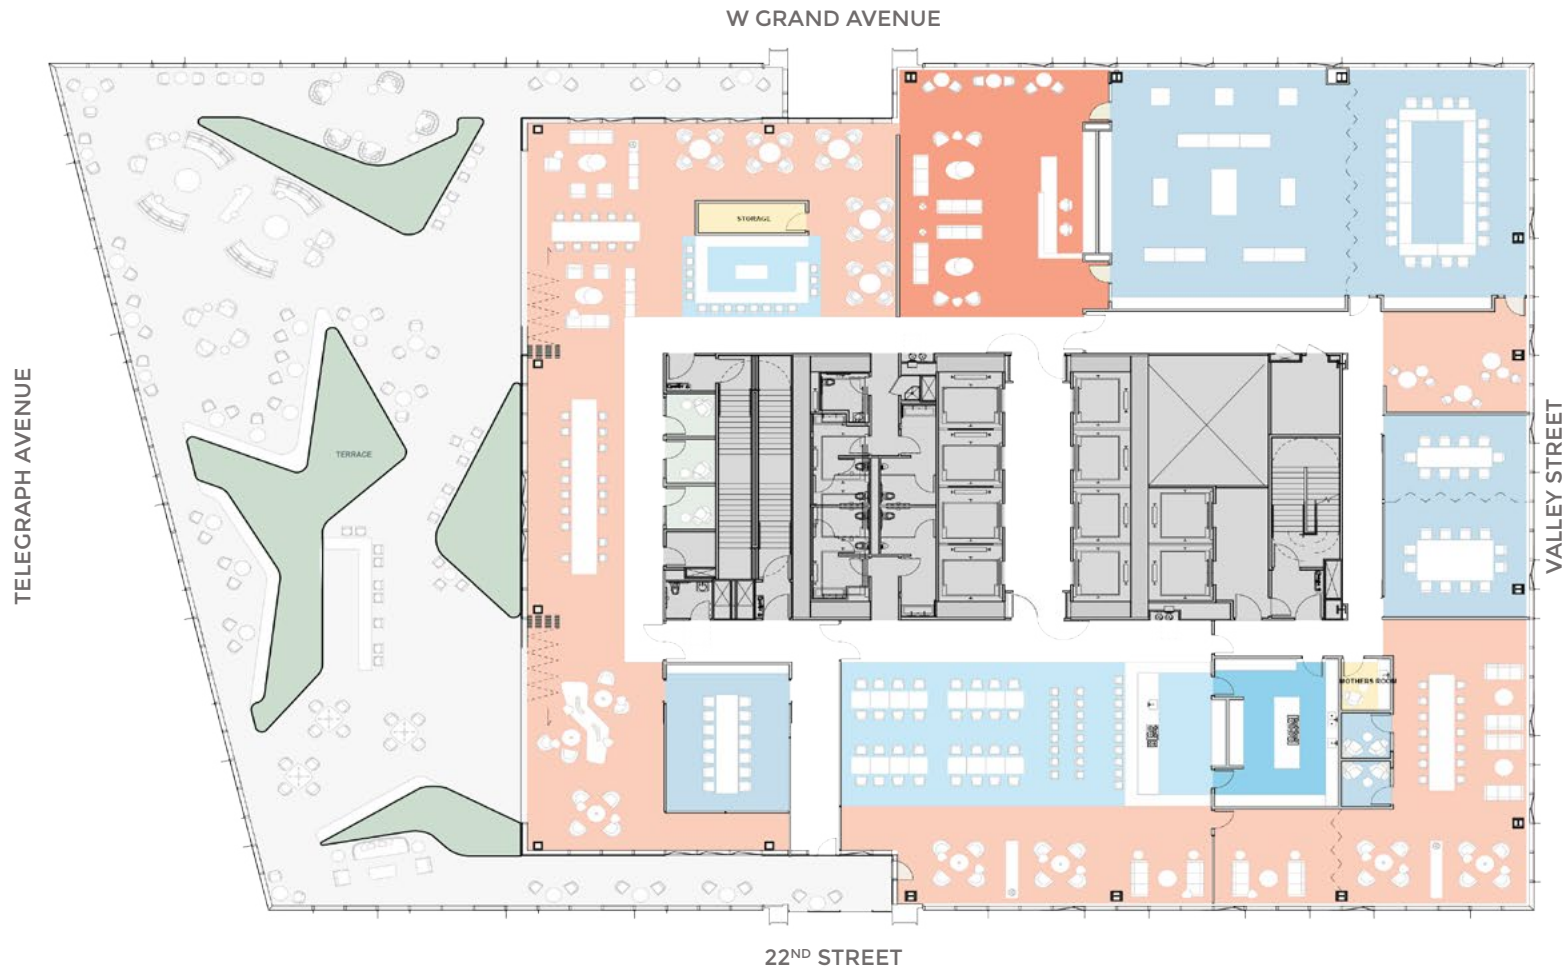 W GRAND AVENUE
STORAGE
TELEGRAPH AVENUE
TERRACE
VALLEY STREET
MOTHERS ROOM
22ND STREET